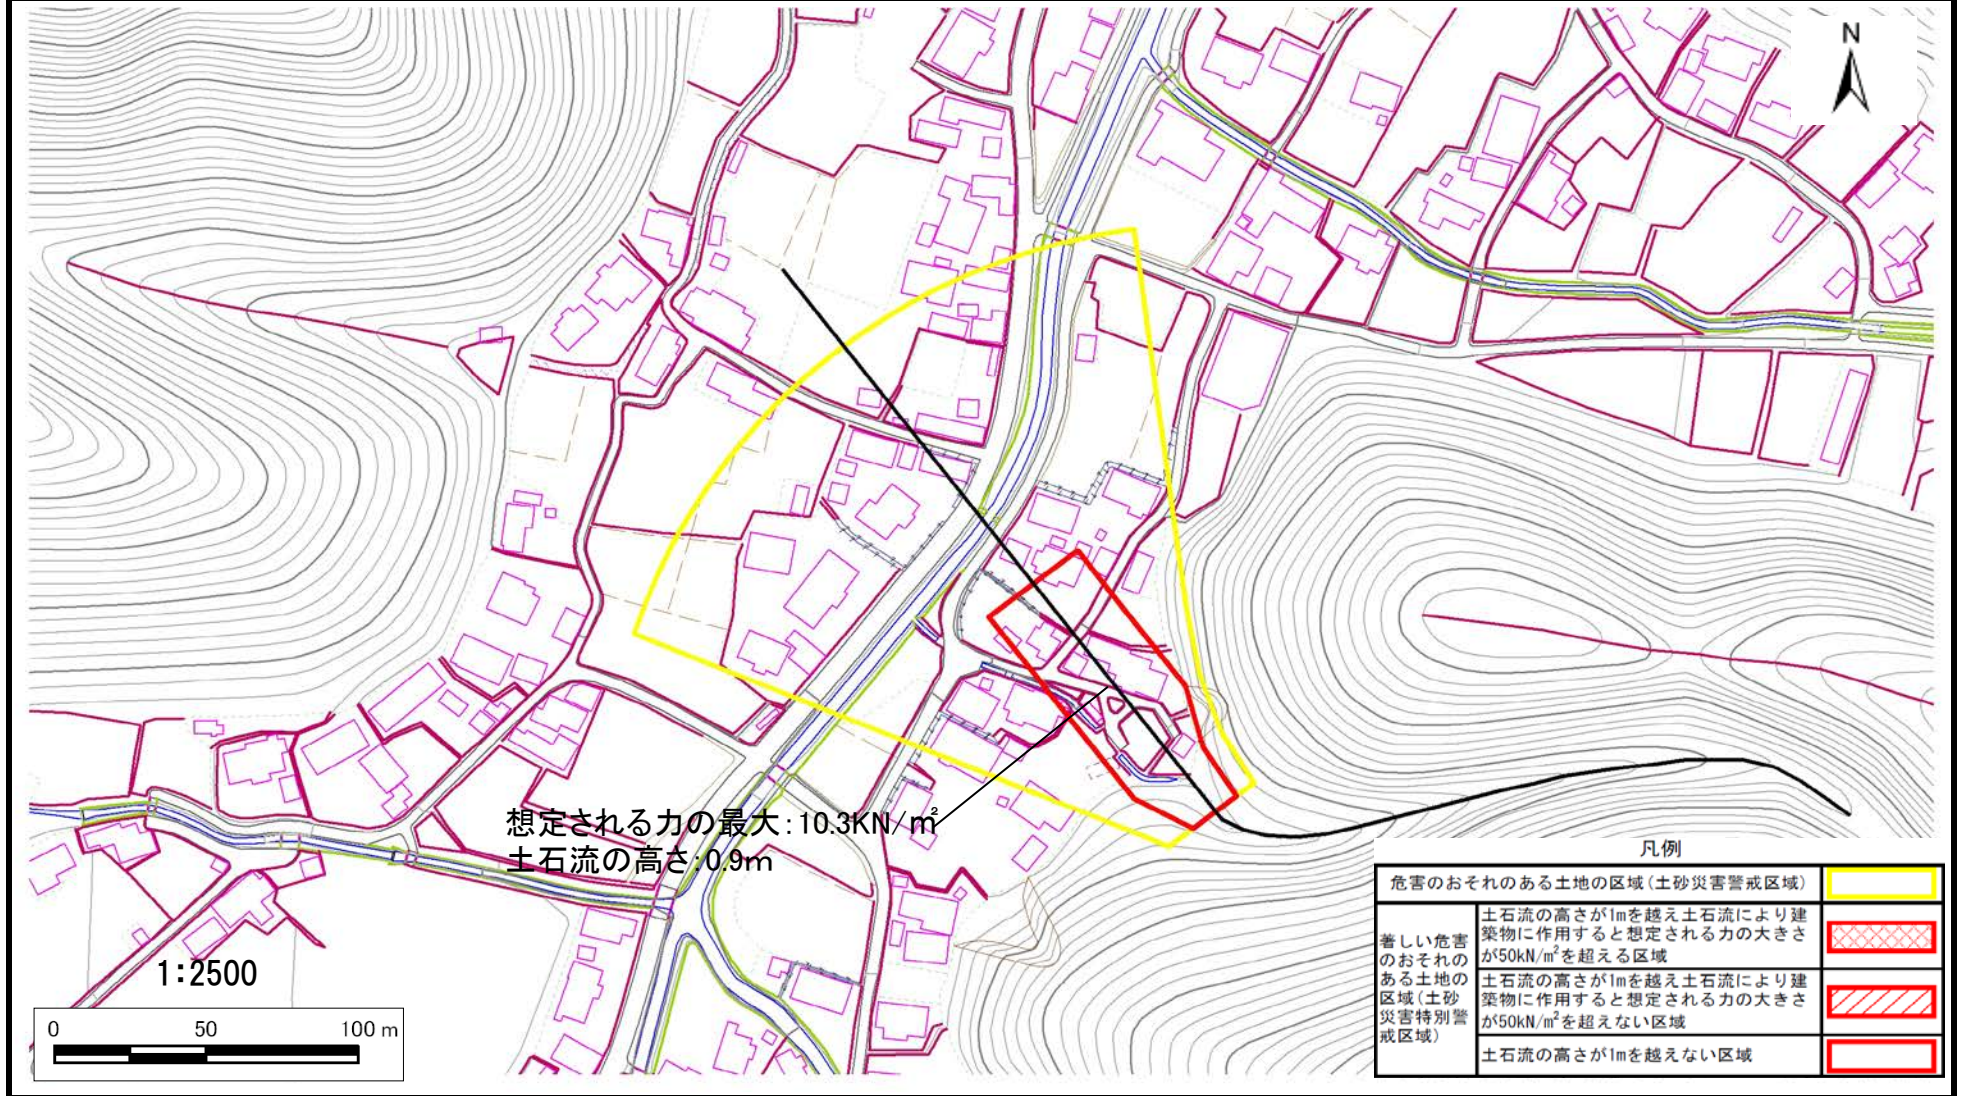 N
想定される力の最大:10.3KN/㎡
土石流の高さ:0.9m
1:2500
0 50 100 m
凡例
危害のおそれのある土地の区域(土砂災害警戒区域)
著しい危害
のおそれの
ある土地の
区域(土砂
災害特別警
戒区域)
土石流の高さが1mを越え土石流により建
築物に作用すると想定される力の大きさ
が50kN/㎡を超える区域
土石流の高さが1mを越え土石流により建
築物に作用すると想定される力の大きさ
が50kN/㎡を超えない区域
土石流の高さが1mを越えない区域